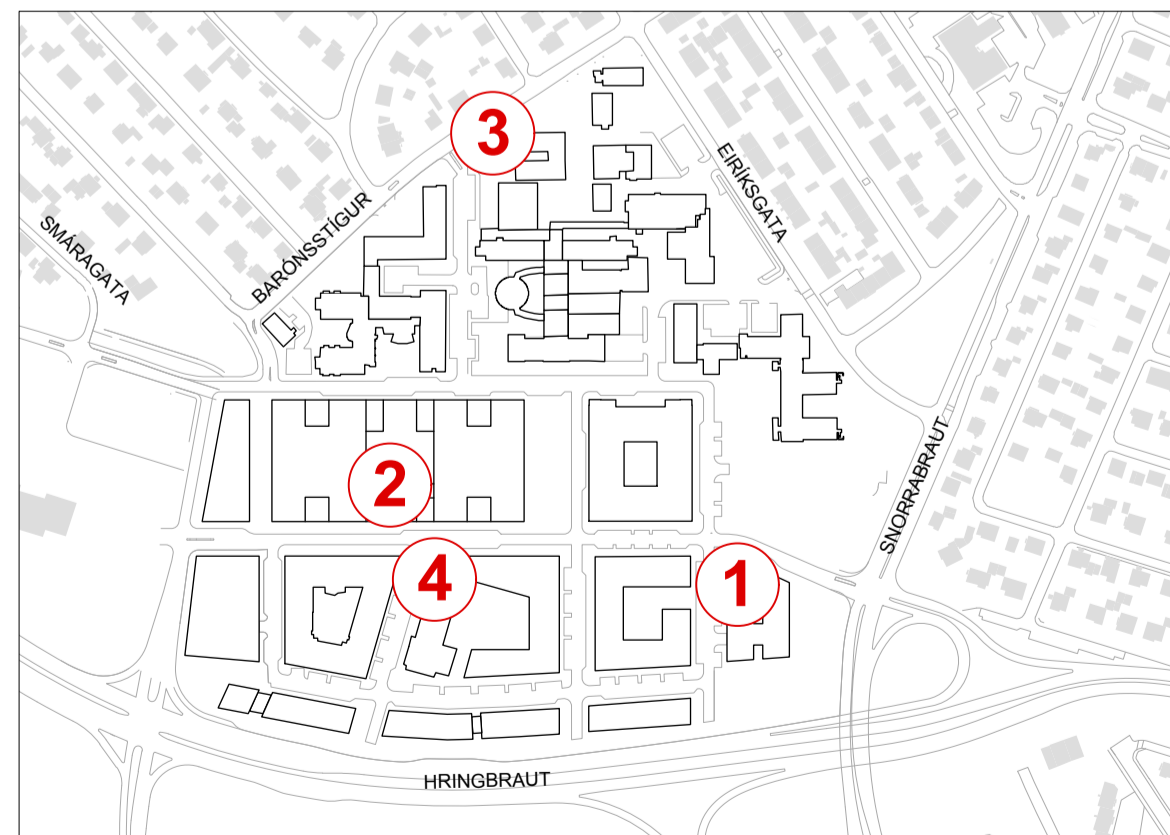 3
EIRÍKSGATA
BARÓNSSTÍGUR
SMÁRAGATA
2
SNORRABRAUT
4
1
HRINGBRAUT